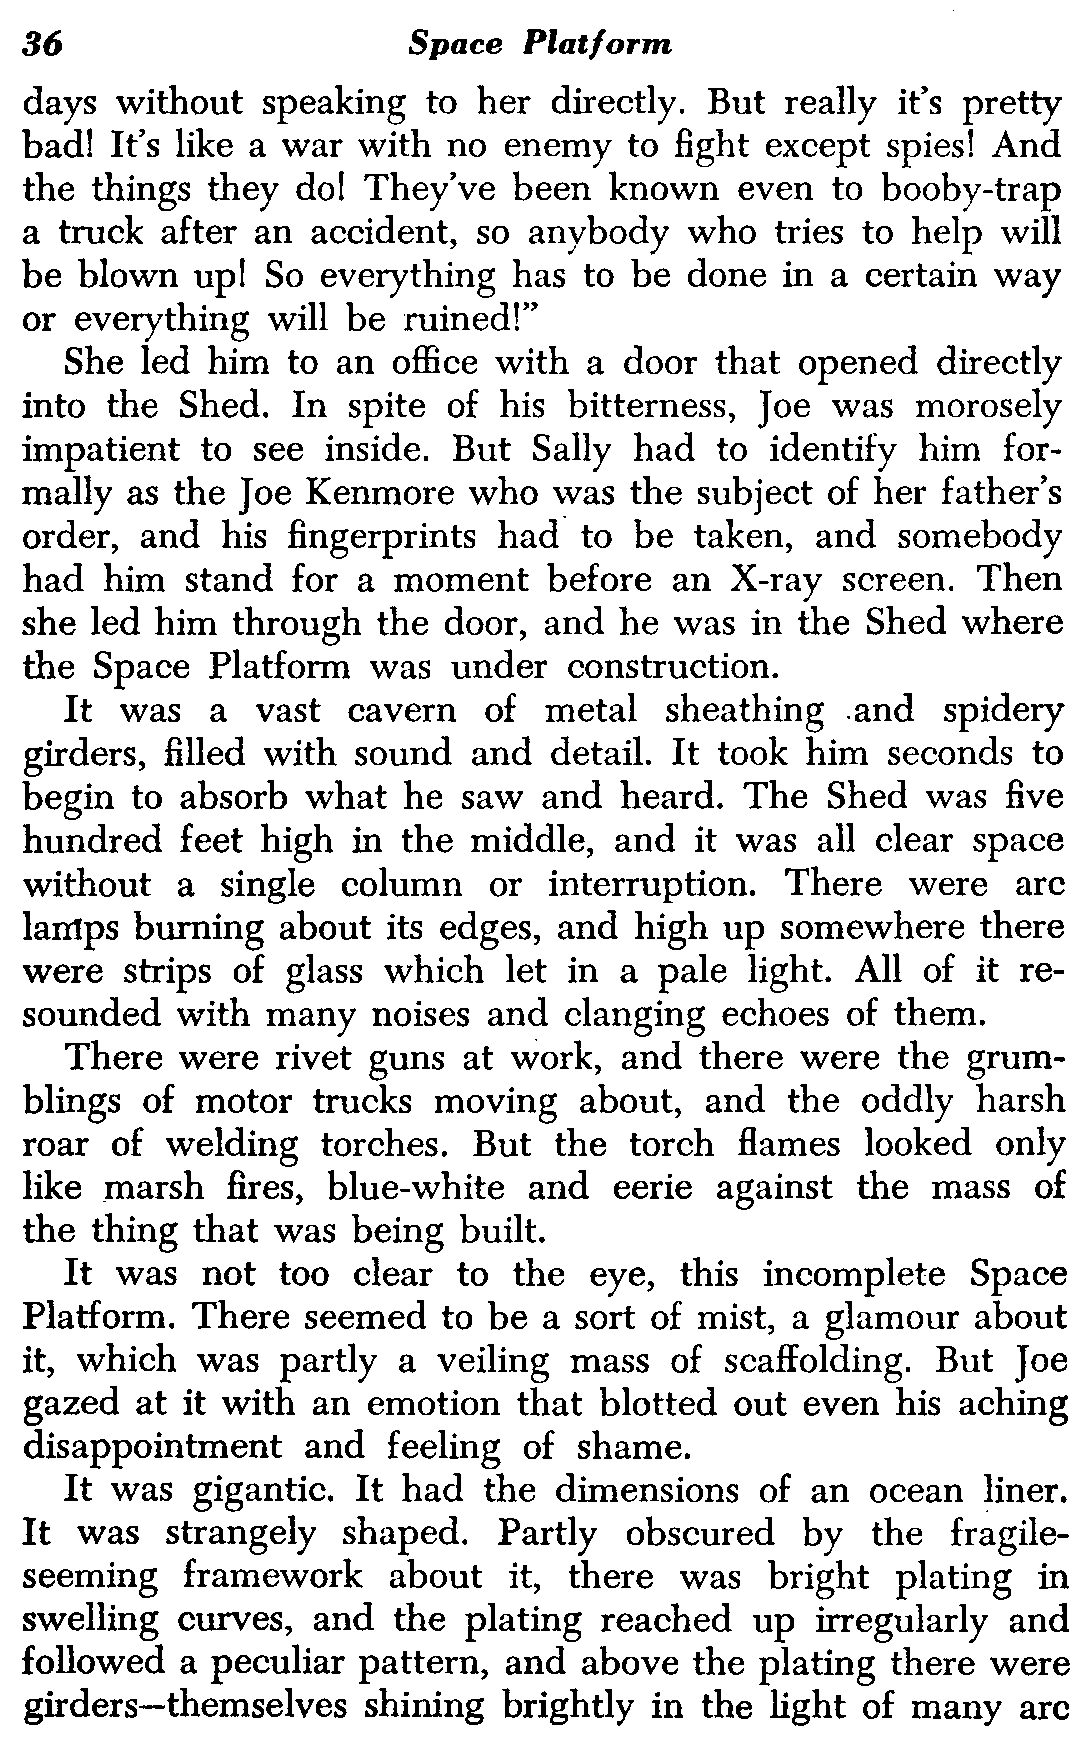 36 Space Platform
days without speaking to her directly. But really it's pretty
bad! It's like a war with no enemy to fight except spies! And
the things they do! They've been known even to booby-trap
a truck after an accident, so anybody who tries to help will
be blown up! So everything has to be done in a certain way
or everything will be ruined!"
She led him to an office with a door that opened directly
into the Shed. In spite of his bitterness, Joe was morosely
impatient to see inside. But Sally had to identify him for-
mally as the Joe Kenmore who was the subject of her father's
order, and his fingerprints had to be taken, and somebody
had him stand for a moment before an X-ray screen. Then
she led him through the door, and he was in the Shed where
the Space Platform was under construction.
It was a vast cavern of metal sheathing and spidery
girders, filled with sound and detail. It took him seconds to
begin to absorb what he saw and heard. The Shed was five
hundred feet high in the middle, and it was all clear space
without a single column or interruption. There were arc
lamps burning about its edges, and high up somewhere there
were strips of glass which let in a pale light. All of it re-
sounded with many noises and clanging echoes of them.
There were rivet guns at work, and there were the grum-
blings of motor trucks moving about, and the oddly harsh
roar of welding torches. But the torch flames looked only
like marsh fires, blue-white and eerie against the mass of
the thing that was being built.
It was not too clear to the eye, this incomplete Space
Platform. There seemed to be a sort of mist, a glamour about
it, which was partly a veiling mass of scaffolding. But Joe
gazed at it with an emotion that blotted out even his aching
disappointment and feeling of shame.
It was gigantic. It had the dimensions of an ocean liner.
It was strangely shaped. Partly obscured by the fragile-
seeming framework about it, there was bright plating in
swelling curves, and the plating reached up irregularly and
followed a peculiar pattern, and above the plating there were
girders—themselves shining brightly in the light of many arc